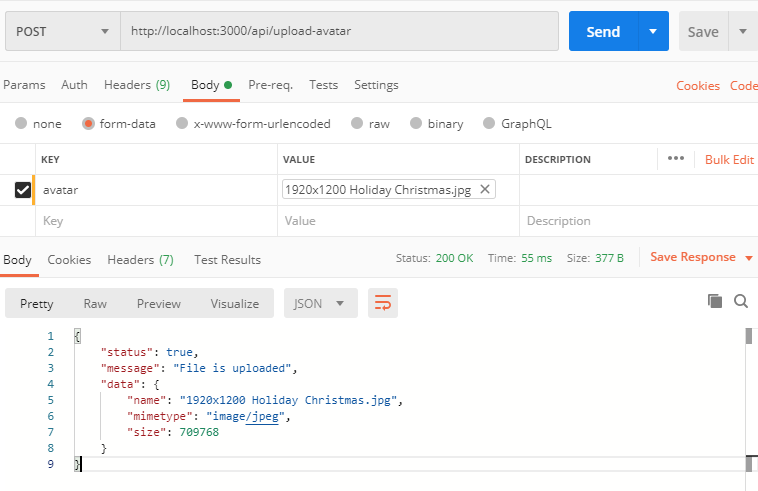 POST http://localhost:3000/api/upload-avatar Send Save
Params Auth Headers (9) Body Pre-req. Tests Settings Cookies Code
none form-data x-www-form-urlencoded raw binary GraphQL
KEY VALUE DESCRIPTION ••• Bulk Edit
avatar 1920x1200 Holiday Christmas.jpg
Key Value Description
Body Cookies Headers (7) Test Results Status: 200 OK Time: 55 ms Size: 377 B Save Response
Pretty Raw Preview Visualize JSON
1 {
2 "status": true,
3 "message": "File is uploaded",
4 "data": {
5 "name": "1920x1200 Holiday Christmas.jpg",
6 "mimetype": "image/jpeg",
7 "size": 709768
8 }
9 }